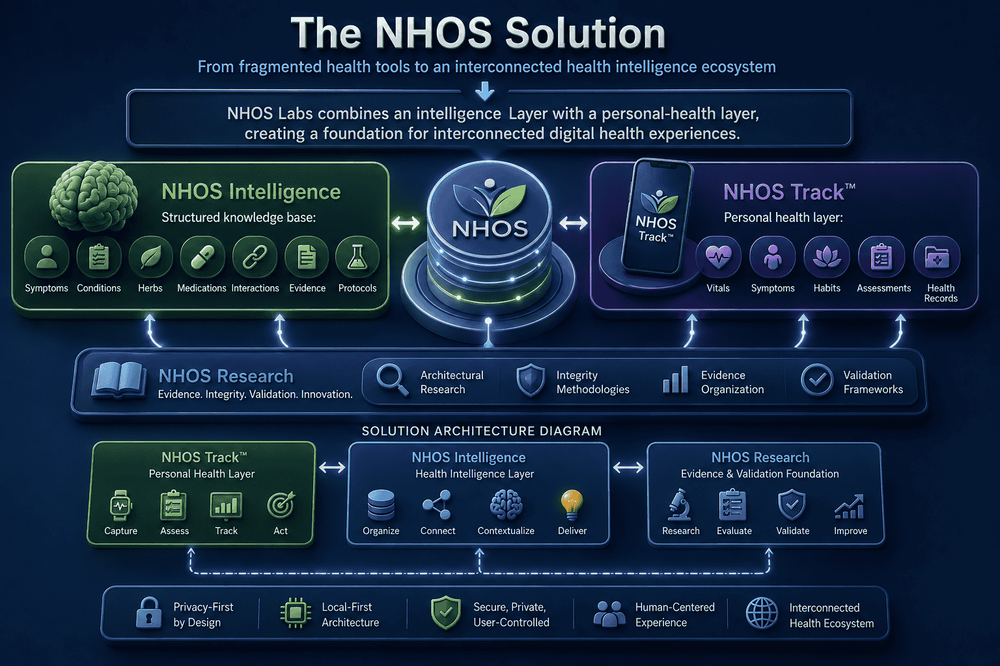 The NHOS Solution
From fragmented health tools to an interconnected health intelligence ecosystem
NHOS Labs combines an intelligence Layer with a personal-health layer,
creating a foundation for interconnected digital health experiences.
NHOS Intelligence
Structured knowledge base:
Symptoms
Conditions
Herbs
Medications
Interactions
Evidence
Protocols
NHOS
NHOS
Track™
NHOS Track™
Personal health layer:
Vitals
Symptoms
Habits
Assessments
Health
Records
NHOS Research
Evidence. Integrity. Validation. Innovation.
Architectural
Research
Integrity
Methodologies
Evidence
Organization
Validation
Frameworks
SOLUTION ARCHITECTURE DIAGRAM
NHOS Track™
Personal Health Layer
Capture
Assess
Track
Act
NHOS Intelligence
Health Intelligence Layer
Organize
Connect
Contextualize
Deliver
NHOS Research
Evidence & Validation Foundation
Research
Evaluate
Validate
Improve
Privacy-First
by Design
Local-First
Architecture
Secure, Private,
User-Controlled
Human-Centered
Experience
Interconnected
Health Ecosystem